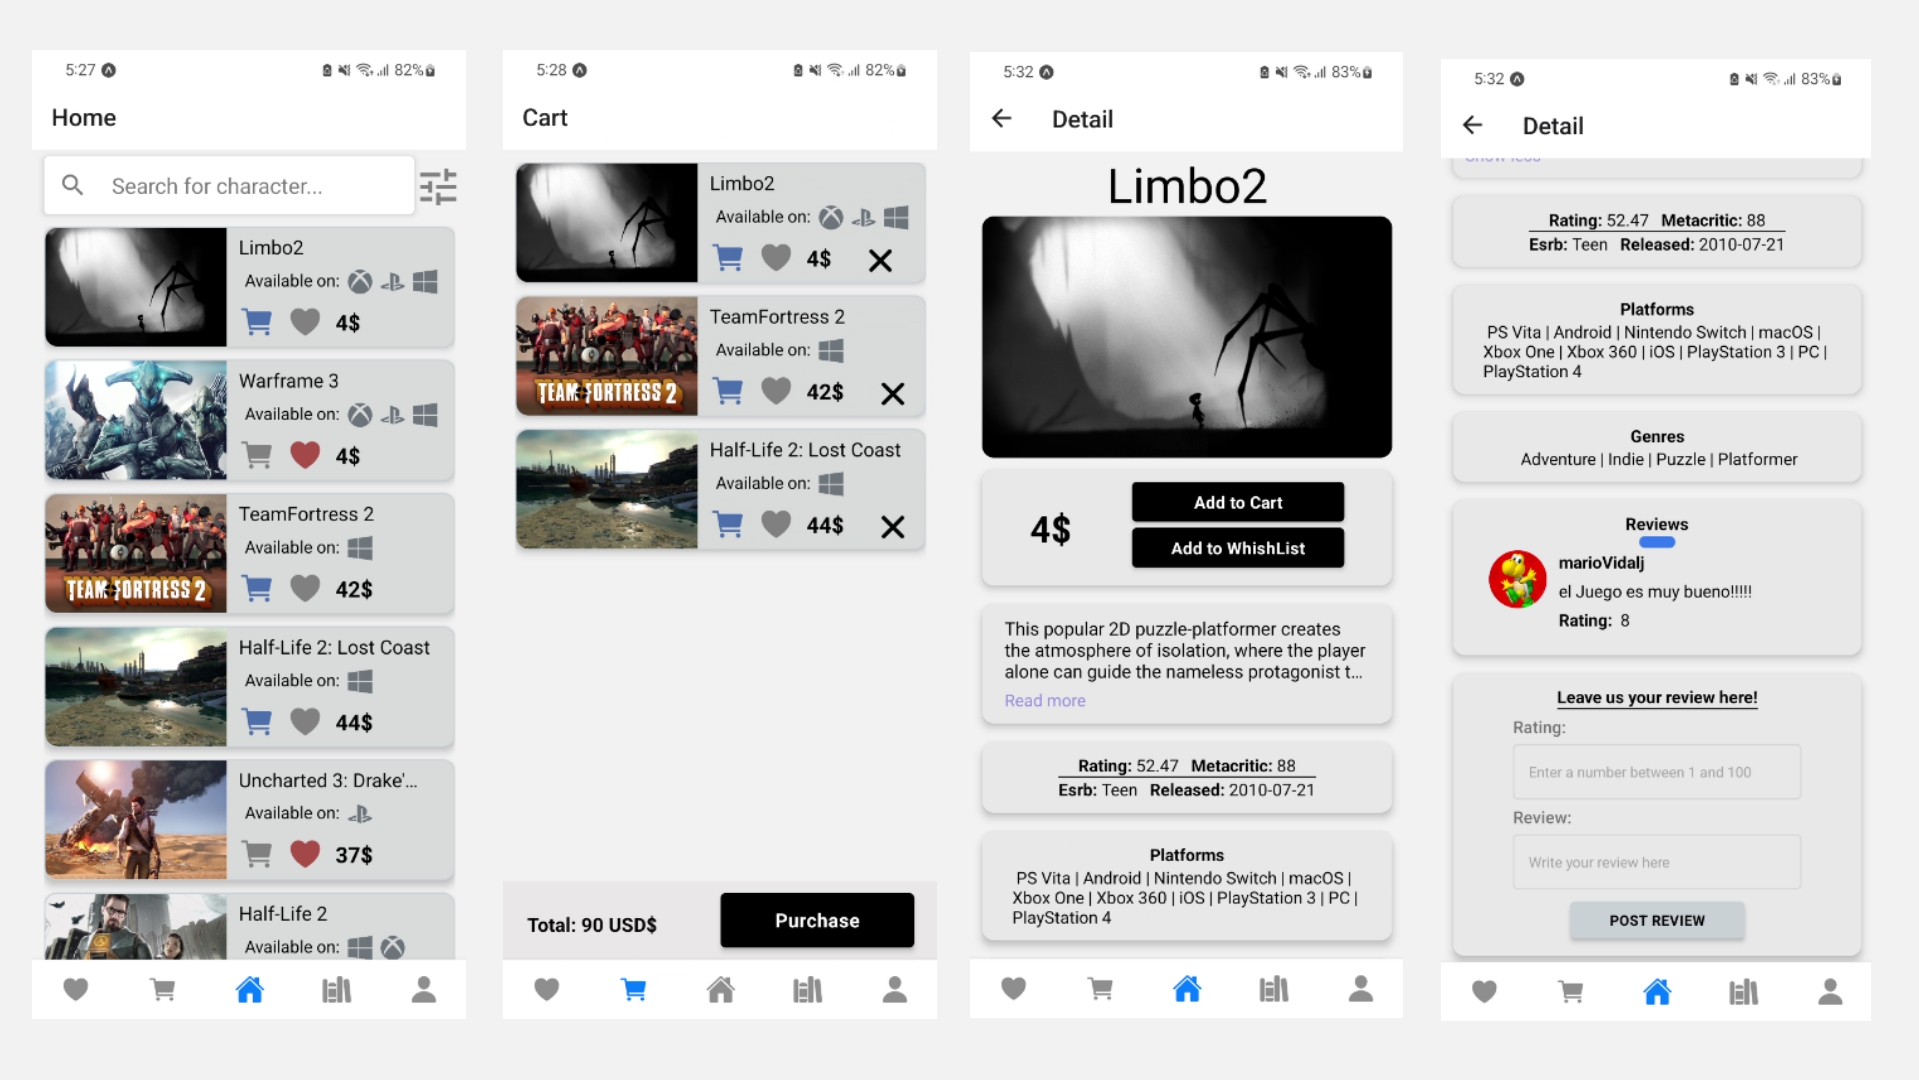 5:27
82%
Home
Search for character...
Limbo2
Available on:
4$
Warframe 3
Available on:
4$
TEAM FORTRESS 2
TeamFortress 2
Available on:
42$
Half-Life 2: Lost Coast
Available on:
44$
Uncharted 3: Drake'...
Available on:
37$
Half-Life 2
Available on:
5:28
82%
Cart
Limbo2
Available on:
4$
TEAM FORTRESS 2
TeamFortress 2
Available on:
42$
Half-Life 2: Lost Coast
Available on:
44$
Total: 90 USD$
Purchase
5:32
83%
Detail
Limbo2
4$
Add to Cart
Add to WhishList
This popular 2D puzzle-platformer creates
the atmosphere of isolation, where the player
alone can guide the nameless protagonist t...
Read more
Rating: 52.47 Metacritic: 88
Esrb: Teen Released: 2010-07-21
Platforms
PS Vita | Android | Nintendo Switch | macOS |
Xbox One | Xbox 360 | iOS | PlayStation 3 | PC |
PlayStation 4
5:32
83%
Detail
Show less
Rating: 52.47 Metacritic: 88
Esrb: Teen Released: 2010-07-21
Platforms
PS Vita | Android | Nintendo Switch | macOS |
Xbox One | Xbox 360 | iOS | PlayStation 3 | PC |
PlayStation 4
Genres
Adventure | Indie | Puzzle | Platformer
Reviews
marioVidalj
el Juego es muy bueno!!!!!
Rating: 8
Leave us your review here!
Rating:
Enter a number between 1 and 100
Review:
Write your review here
POST REVIEW